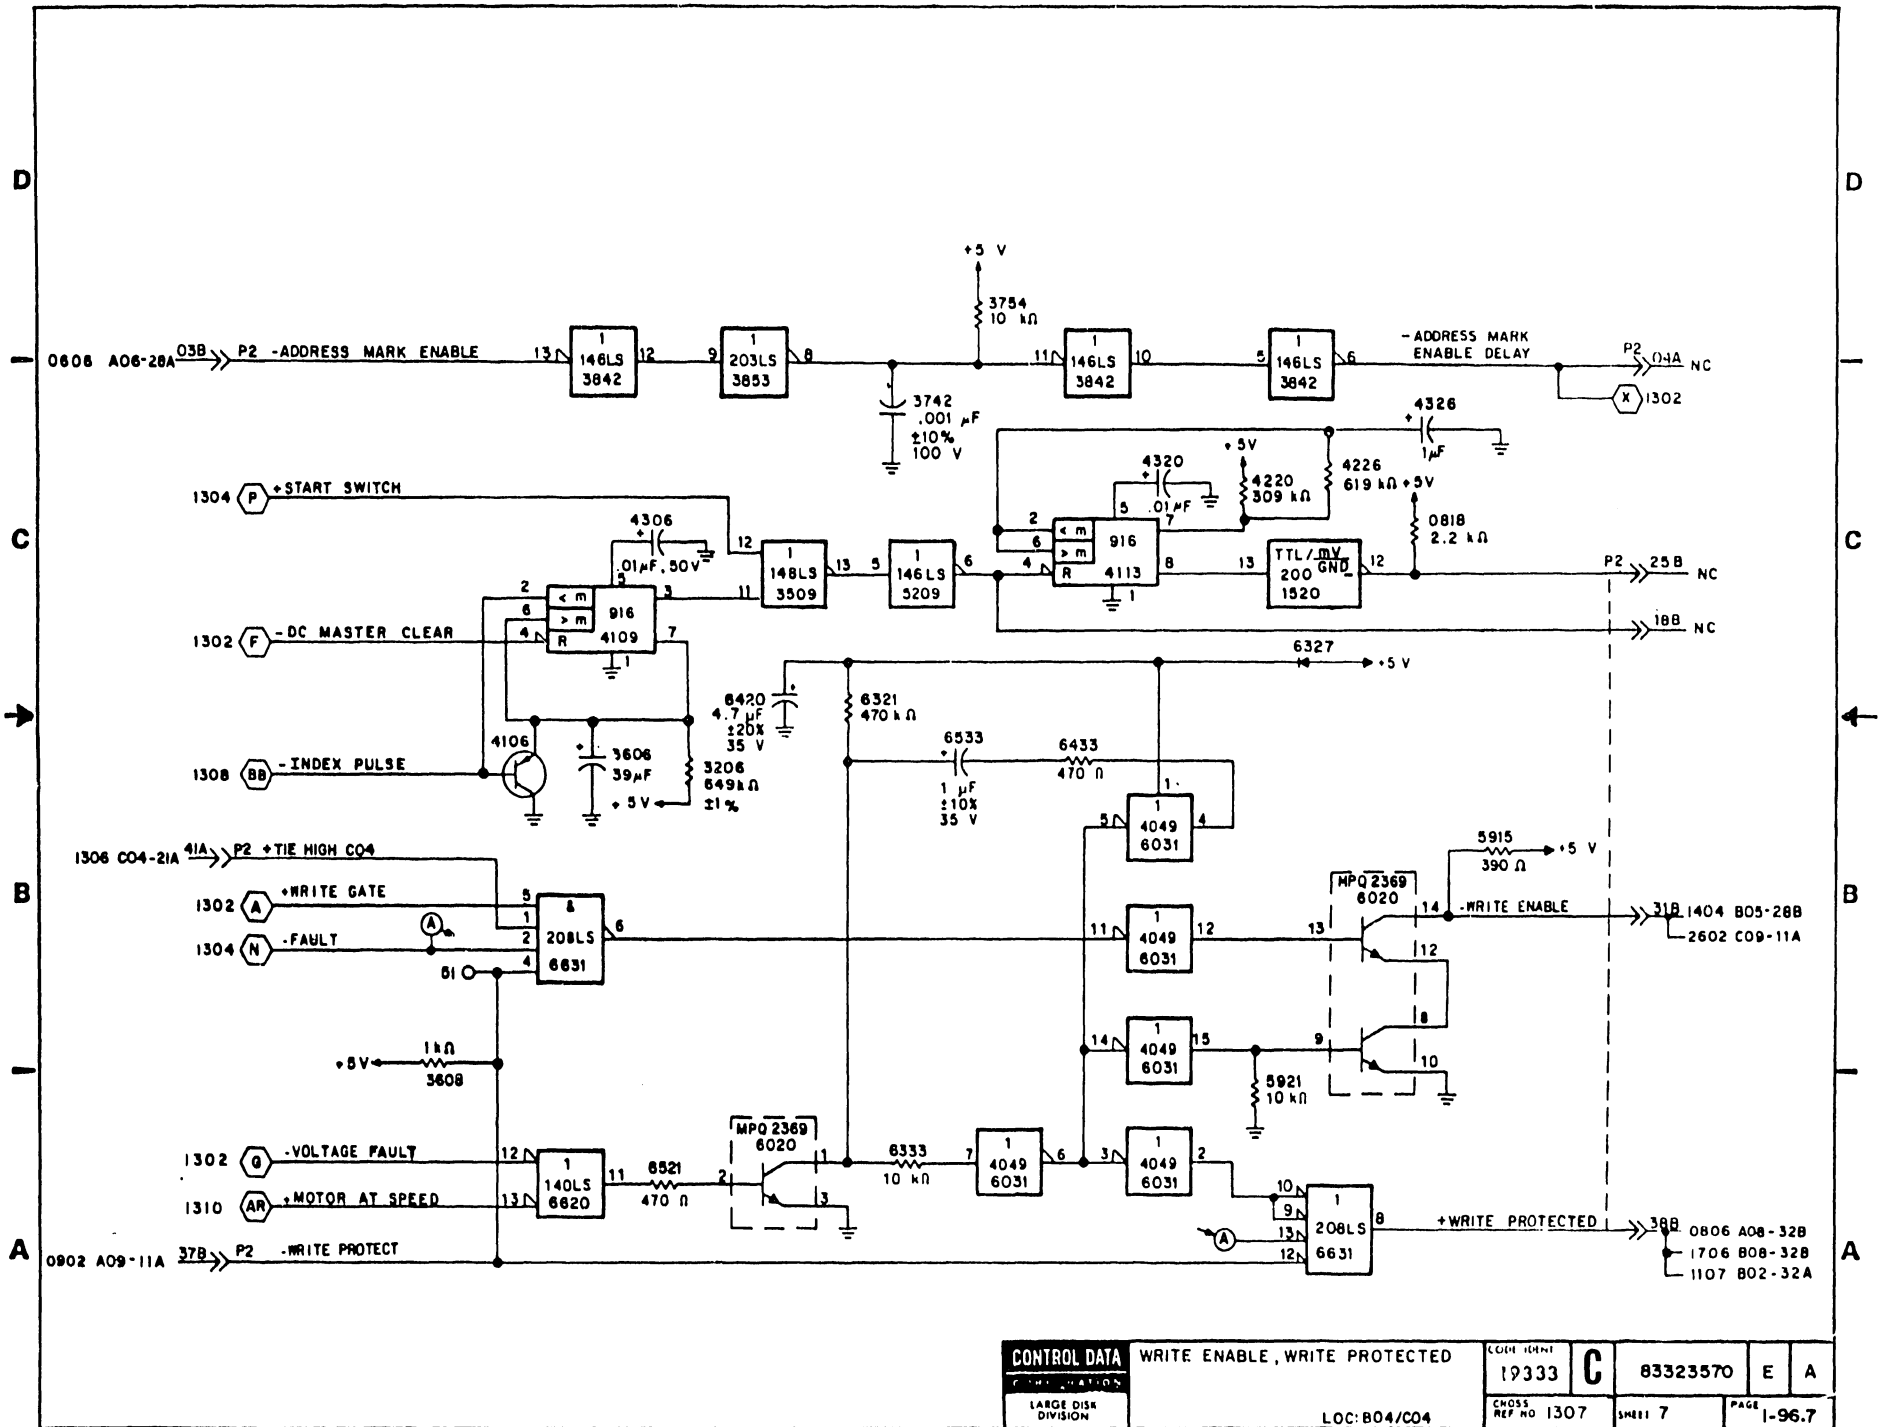 D
D
+5 V
3754
10 kΩ
0606 A06-28A 03B P2 -ADDRESS MARK ENABLE
13 1 146LS 3842 12
9 1 203LS 3853 8
11 1 146LS 3842 10
5 1 146LS 3842 6
-ADDRESS MARK
ENABLE DELAY
P2 04A NC
X 1302
3742
.001 μF
±10%
100 V
4326
+
1μF
1304 P +START SWITCH
4306
+
.01μF,50V
4320
+
.01μF
+5V
4220
309 kΩ
4226
619 kΩ
+5V
0818
2.2 kΩ
C
C
12
11 1 148LS 3509 13
5 1 146LS 5209 6
2 < m
6 > m
4 R
5
916
4113
7
8
1
13 TTL/mV
200 GND
1520
12
P2 25B NC
18B NC
2 < m
6 > m
4 R
5
916
4109
3
7
1
1302 F -DC MASTER CLEAR
6327
+5 V
6420
4.7 μF
±20%
35 V
+
6321
470 kΩ
4106
+
3606
39μF
3206
649kΩ
±1%
+5V
1308 BB -INDEX PULSE
+ 6533
1 μF
±10%
35 V
6433
470 Ω
1
5 1 4049 6031 4
1306 C04-21A 41A P2 +TIE HIGH C04
5915
390 Ω
+5 V
B
B
1302 A +WRITE GATE
A
1304 N -FAULT
51
5
1
2
4
&
208LS
6631
6
11 1 4049 6031 12
MPQ2369
6020
13
14
12
-WRITE ENABLE
31B 1404 B05-28B
2602 C09-11A
14 1 4049 6031 15
9
8
10
5921
10 kΩ
+5V
1kΩ
3608
1302 Q -VOLTAGE FAULT
1310 AR +MOTOR AT SPEED
12
13
1
140LS
6620
11
6521
470 Ω
MPQ2369
6020
2
1
3
6333
10 kΩ
7 1 4049 6031 6
3 1 4049 6031 2
A
10
9
13
12
1
208LS
6631
8
+WRITE PROTECTED
38B 0806 A08-32B
1706 B08-32B
1107 B02-32A
A
A
0902 A09-11A 37B P2 -WRITE PROTECT
CONTROL DATA
CORPORATION
LARGE DISK
DIVISION
WRITE ENABLE, WRITE PROTECTED
LOC: B04/C04
CODE IDENT
19333
C
83323570
E
A
CROSS
REF NO 1307
SHEET 7
PAGE
1-96.7